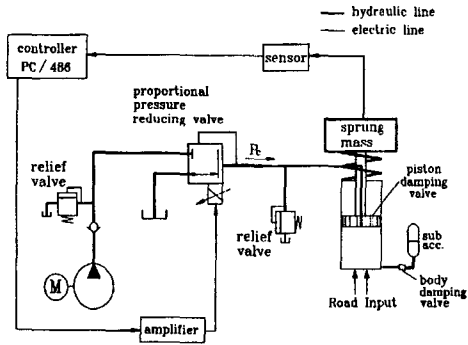 hydraulic line
electric line
controller
PC/486
sensor
proportional
pressure
reducing valve
sprung
mass
relief
valve
Pc
piston
damping
valve
sub
acc.
relief
valve
M
body
damping
valve
Road Input
amplifier